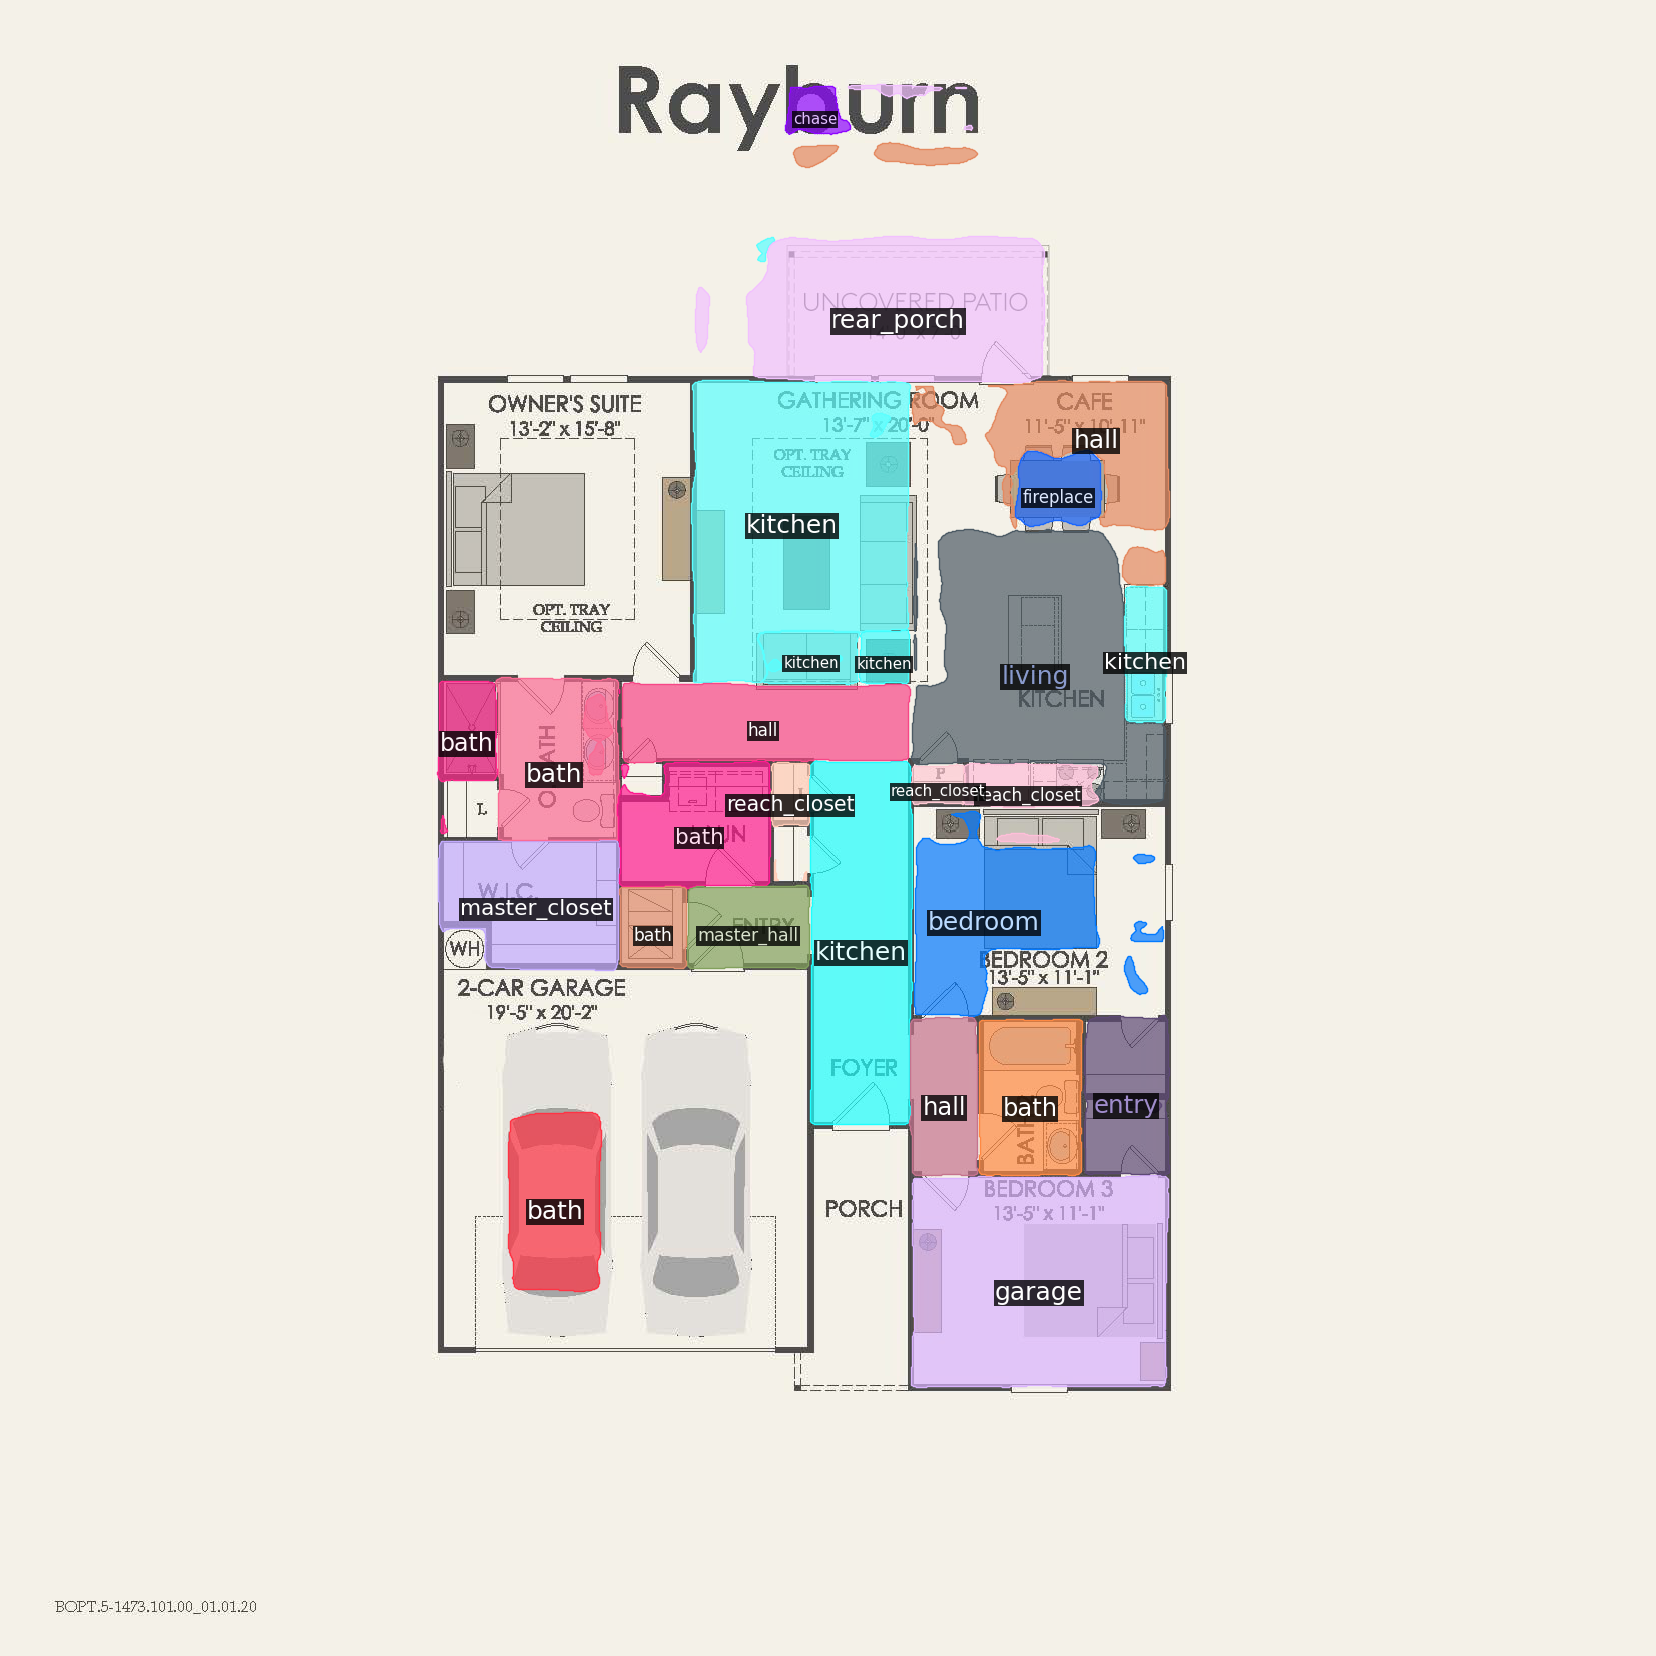 Rayburn
chase
UNCOVERED PATIO
rear_porch
OWNER'S SUITE
13'-2" x 15'-8"
GATHERING ROOM
13'-7" x 20'-0"
CAFE
11'-5" x 10'-11"
hall
OPT. TRAY
CEILING
fireplace
kitchen
OPT. TRAY
CEILING
kitchen
kitchen
kitchen
living
KITCHEN
hall
bath
bath
L
P
reach_closet
reach_closet
reach_closet
bath
W.I.C.
master_closet
WH
bath
ENTRY
master_hall
kitchen
bedroom
BEDROOM 2
13'-5" x 11'-1"
2-CAR GARAGE
19'-5" x 20'-2"
FOYER
hall
bath
BATH
entry
bath
PORCH
BEDROOM 3
13'-5" x 11'-1"
garage
BOPT.5-1473.101.00_01.01.20